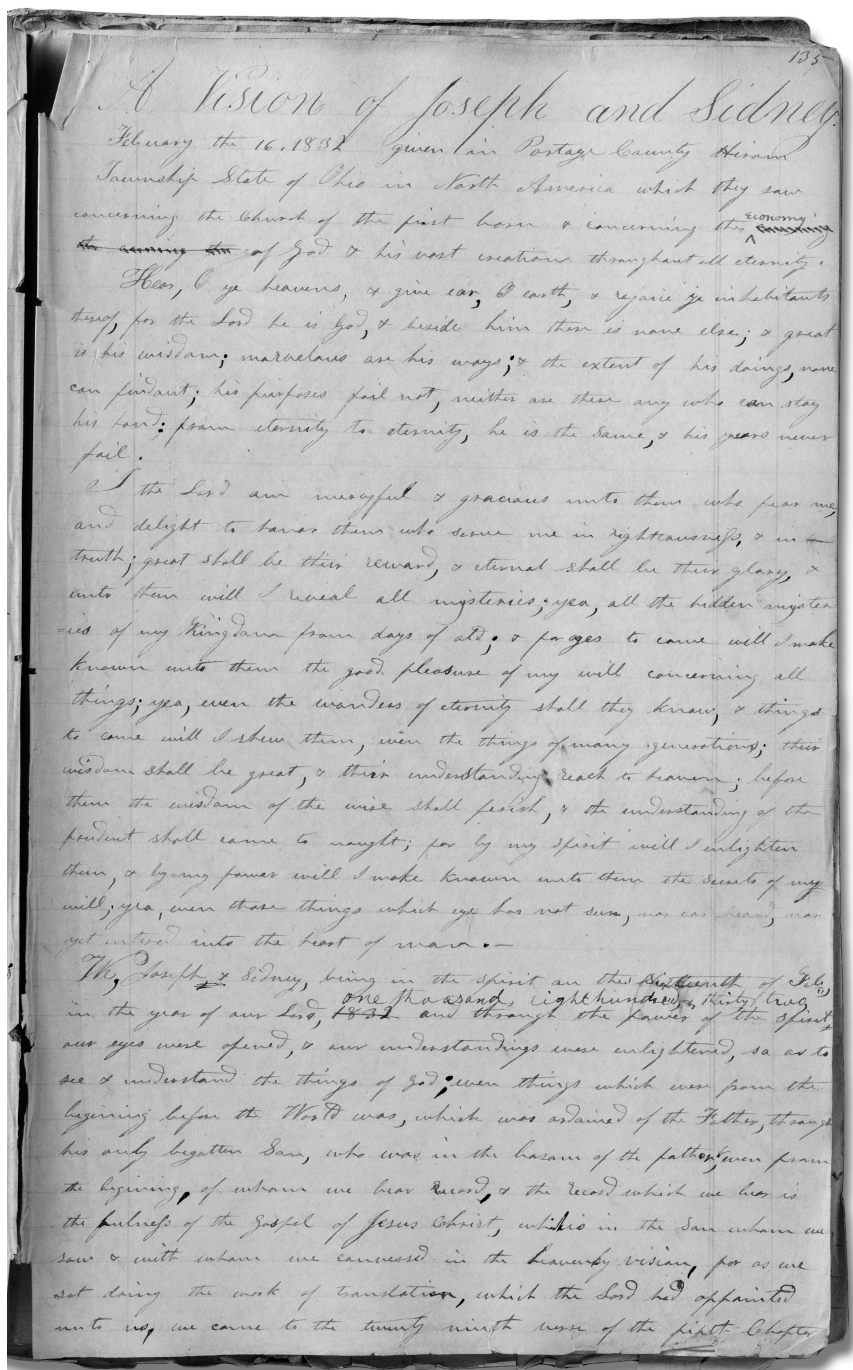 135
A Vision of Joseph and Sidney.
February the 16. 1832 given in Portage County Hiram
Township State of Ohio in North America which they saw
concerning the Church of the first born & concerning the economy
of God & his vast creation throughout all eternity.
Hear, O ye heavens, & give ear, O earth, & rejoice ye inhabitants
thereof, for the Lord he is God, & beside him there is none else; & great
is his wisdom; marvelous are his ways; & the extent of his doings, none
can find out; his purposes fail not, neither are there any who can stay
his hand: from eternity to eternity, he is the same, & his years never
fail.
I the Lord am merciful & gracious unto them who fear me,
and delight to honor them who serve me in righteousness, & in —
truth; great shall be their reward, & eternal shall be their glory, &
unto them will I reveal all mysteries; yea, all the hidden myster
=ies of my Kingdom from days of old; & for ages to come will I make
known unto them the good pleasure of my will concerning all
things; yea, even the wonders of eternity shall they know, & things
to come will I shew them, even the things of many generations; their
wisdom shall be great, & their understanding reach to heaven; before
them the wisdom of the wise shall perish, & the understanding of the
prudent shall come to naught; for by my spirit will I enlighten
them, & by my power will I make known unto them the secrets of my
will; yea, even those things which eye has not seen, nor ear heard, nor
yet entered into the heart of man. —
We, Joseph & Sidney, being in the spirit on the sixteenth of Feb.,
one thousand eight hundred & thirty two
in the year of our Lord, 1832 and through the power of the spirit,
our eyes were opened, & our understandings were enlightened, so as to
see & understand the things of God; even things which were from the
begining before the World was, which was ordained of the Father, through
his only begotten Son, who was in the bosom of the father, even from
the begining, of whom we bear record, & the record which we bear is
the fulness of the Gospel of Jesus Christ, which is in the Son whom we
saw & with whom we conversed in the heavenly vision, for as we
sat doing the work of translation, which the Lord had appointed
unto us, we came to the twenty ninth verse of the fifth Chapter